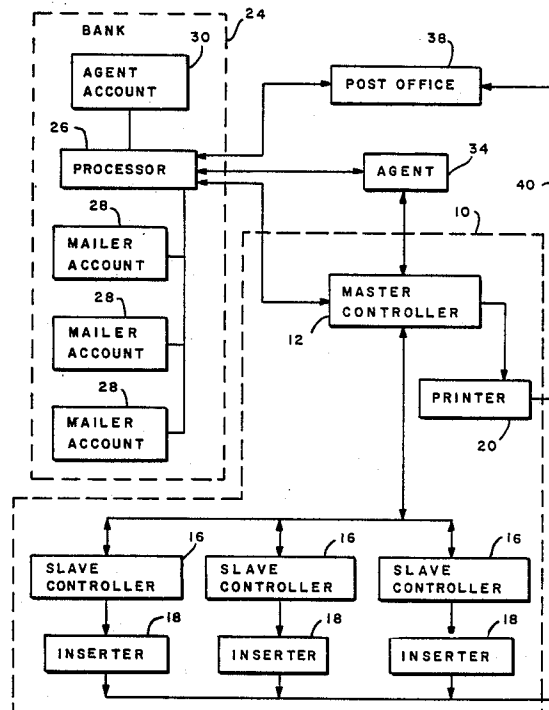 BANK
24
30
AGENT
ACCOUNT
38
POST OFFICE
26
PROCESSOR
34
AGENT
40
28
MAILER
ACCOUNT
10
MASTER
CONTROLLER
12
28
MAILER
ACCOUNT
28
MAILER
ACCOUNT
PRINTER
20
16
SLAVE
CONTROLLER
16
SLAVE
CONTROLLER
16
SLAVE
CONTROLLER
18
INSERTER
18
INSERTER
18
INSERTER